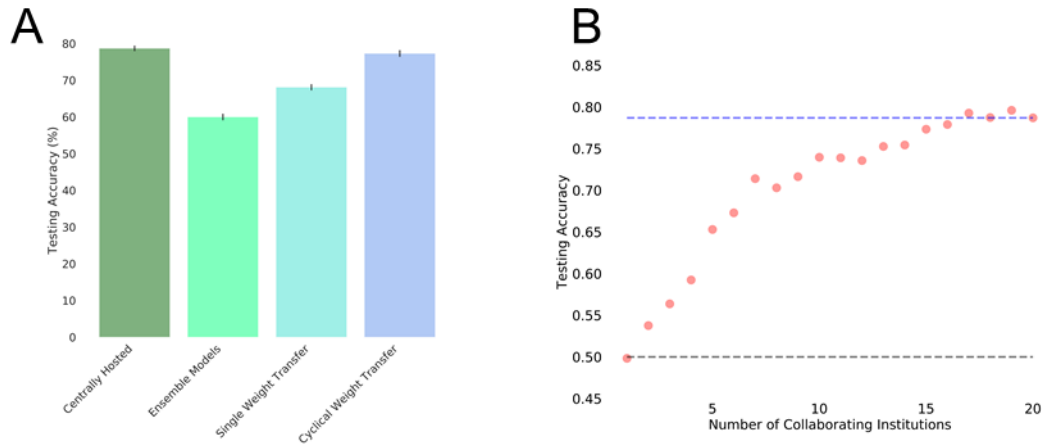 A
Testing Accuracy (%)
80
70
60
50
40
30
20
10
0
Centrally Hosted
Ensemble Models
Single Weight Transfer
Cyclical Weight Transfer
B
Testing Accuracy
0.85
0.80
0.75
0.70
0.65
0.60
0.55
0.50
0.45
5
10
15
20
Number of Collaborating Institutions